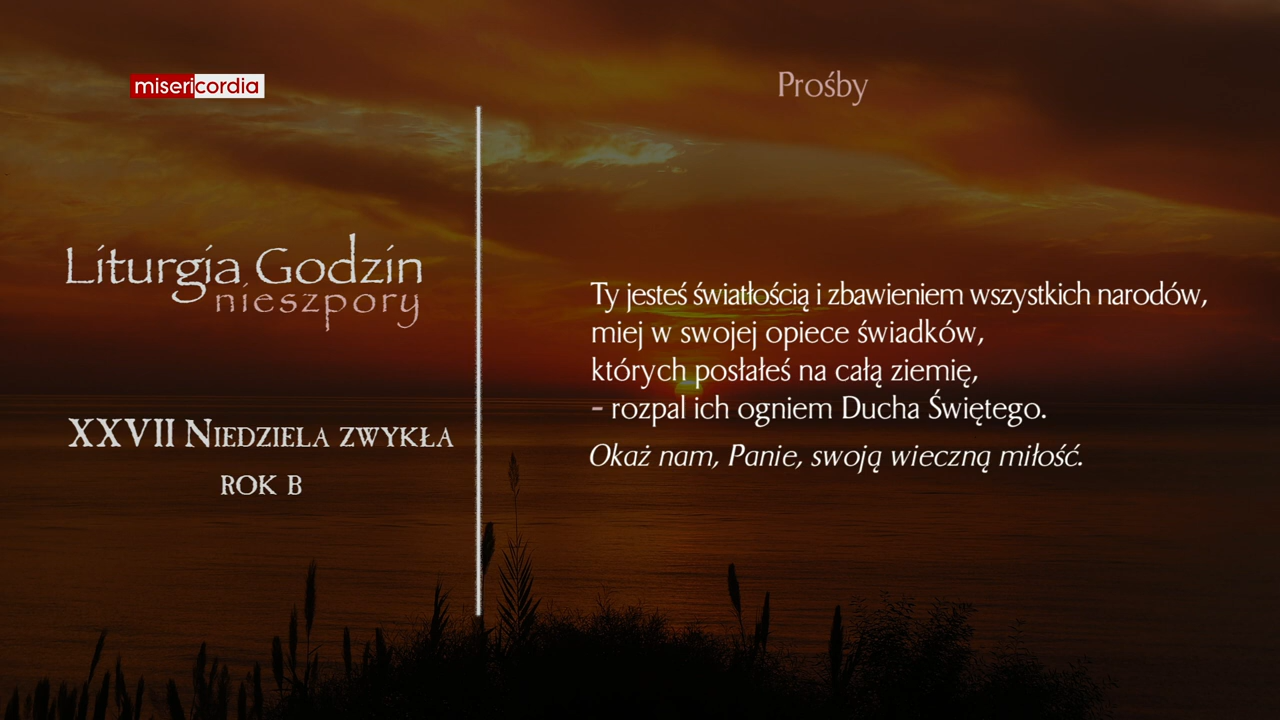 misericordia
Prośby
Liturgia Godzin
nieszpory
XXVII Niedziela zwykła
rok B
Ty jesteś światłością i zbawieniem wszystkich narodów,
miej w swojej opiece świadków,
których posłałeś na całą ziemię,
- rozpal ich ogniem Ducha Świętego.
Okaż nam, Panie, swoją wieczną miłość.